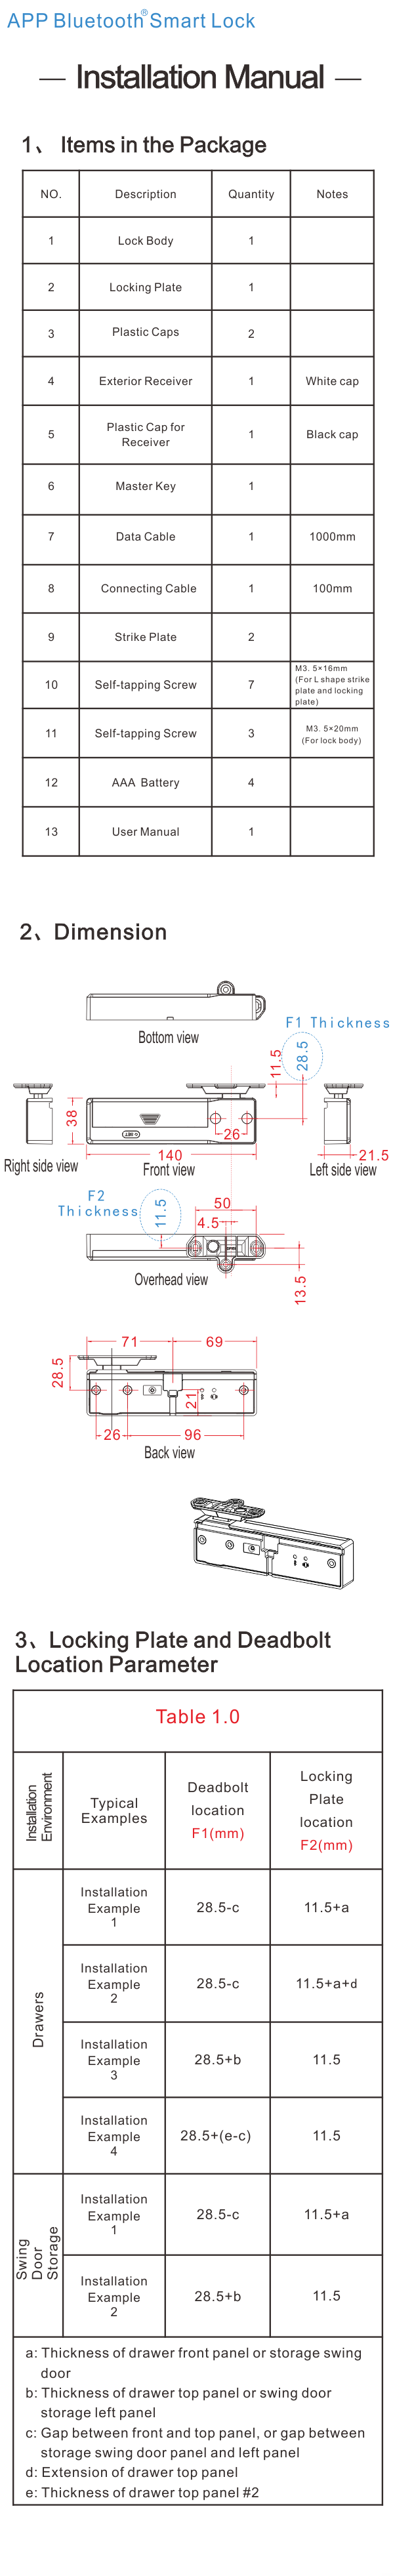 APP Bluetooth® Smart Lock
— Installation Manual —
1、 Items in the Package
NO. Description Quantity Notes
1 Lock Body 1
2 Locking Plate 1
3 Plastic Caps 2
4 Exterior Receiver 1 White cap
5 Plastic Cap for Receiver 1 Black cap
6 Master Key 1
7 Data Cable 1 1000mm
8 Connecting Cable 1 100mm
9 Strike Plate 2
10 Self-tapping Screw 7 M3. 5×16mm (For L shape strike plate and locking plate)
11 Self-tapping Screw 3 M3. 5×20mm (For lock body)
12 AAA Battery 4
13 User Manual 1
2、Dimension
Bottom view
F1 Thickness
11.5
28.5
38
26
140
21.5
Right side view
Front view
Left side view
F2
Thickness
11.5
50
4.5
13.5
Overhead view
71
69
28.5
21
26
96
Back view
3、Locking Plate and Deadbolt
Location Parameter
Table 1.0
Installation Environment
Typical Examples
Deadbolt location F1(mm)
Locking Plate location F2(mm)
Drawers
Installation Example 1 28.5-c 11.5+a
Installation Example 2 28.5-c 11.5+a+d
Installation Example 3 28.5+b 11.5
Installation Example 4 28.5+(e-c) 11.5
Swing Door Storage
Installation Example 1 28.5-c 11.5+a
Installation Example 2 28.5+b 11.5
a: Thickness of drawer front panel or storage swing
door
b: Thickness of drawer top panel or swing door
storage left panel
c: Gap between front and top panel, or gap between
storage swing door panel and left panel
d: Extension of drawer top panel
e: Thickness of drawer top panel #2